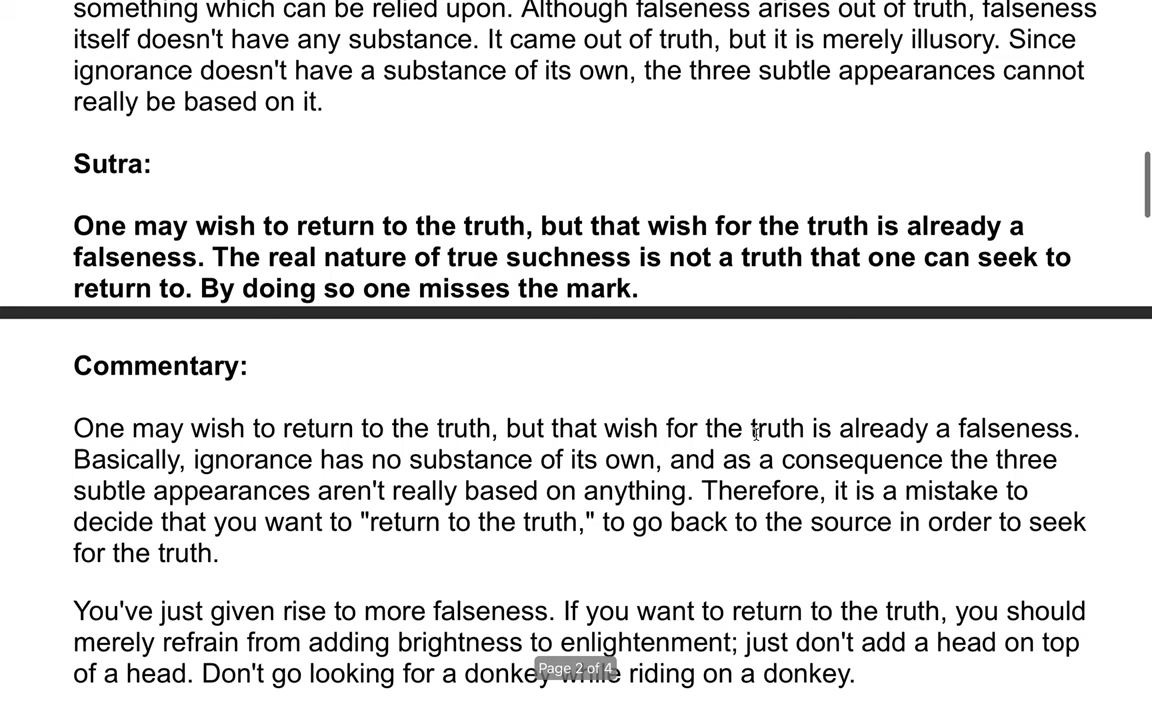 something which can be relied upon. Although falseness arises out of truth, falseness
itself doesn't have any substance. It came out of truth, but it is merely illusory. Since
ignorance doesn't have a substance of its own, the three subtle appearances cannot
really be based on it.
Sutra:
One may wish to return to the truth, but that wish for the truth is already a
falseness. The real nature of true suchness is not a truth that one can seek to
return to. By doing so one misses the mark.
Commentary:
One may wish to return to the truth, but that wish for the truth is already a falseness.
Basically, ignorance has no substance of its own, and as a consequence the three
subtle appearances aren't really based on anything. Therefore, it is a mistake to
decide that you want to "return to the truth," to go back to the source in order to seek
for the truth.
You've just given rise to more falseness. If you want to return to the truth, you should
merely refrain from adding brightness to enlightenment; just don't add a head on top
of a head. Don't go looking for a donkey while riding on a donkey.
Page 2 of 4